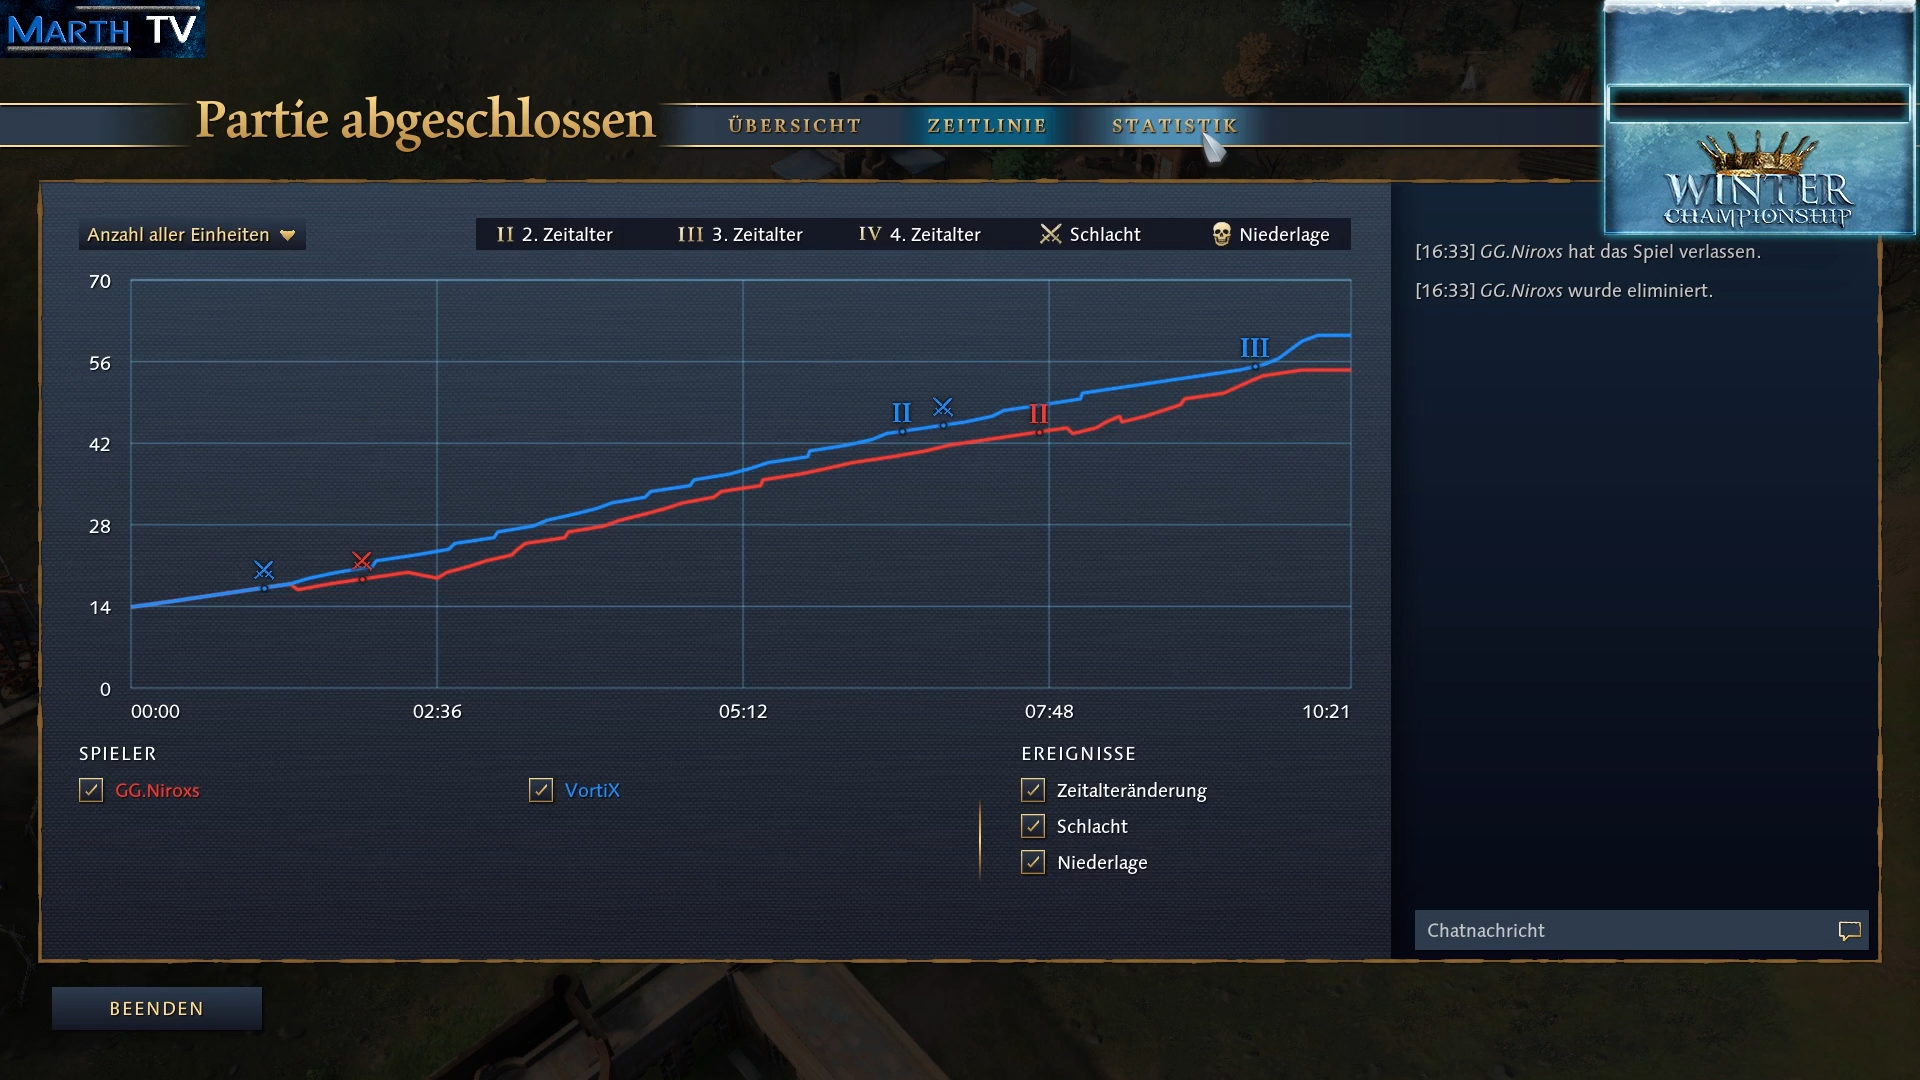 MARTH TV
Partie abgeschlossen
ÜBERSICHT
ZEITLINIE
STATISTIK
WINTER
CHAMPIONSHIP
Anzahl aller Einheiten
II 2. Zeitalter
III 3. Zeitalter
IV 4. Zeitalter
Schlacht
Niederlage
[16:33] GG.Niroxs hat das Spiel verlassen.
[16:33] GG.Niroxs wurde eliminiert.
70
56
42
28
14
0
III
II
II
00:00
02:36
05:12
07:48
10:21
SPIELER
GG.Niroxs
VortiX
EREIGNISSE
Zeitalteränderung
Schlacht
Niederlage
Chatnachricht
BEENDEN